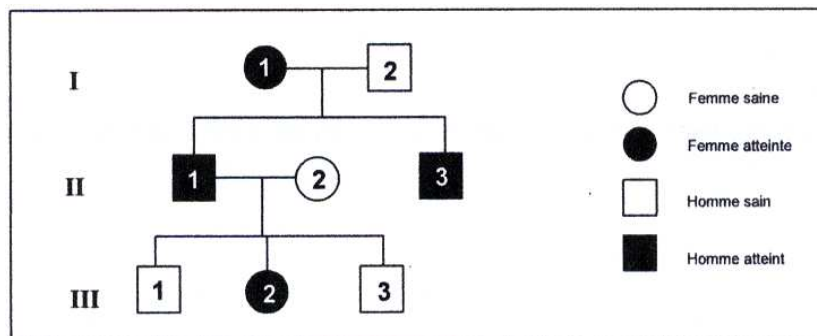 I
1
2
Femme saine
Femme atteinte
II
1
2
3
Homme sain
Homme atteint
III
1
2
3